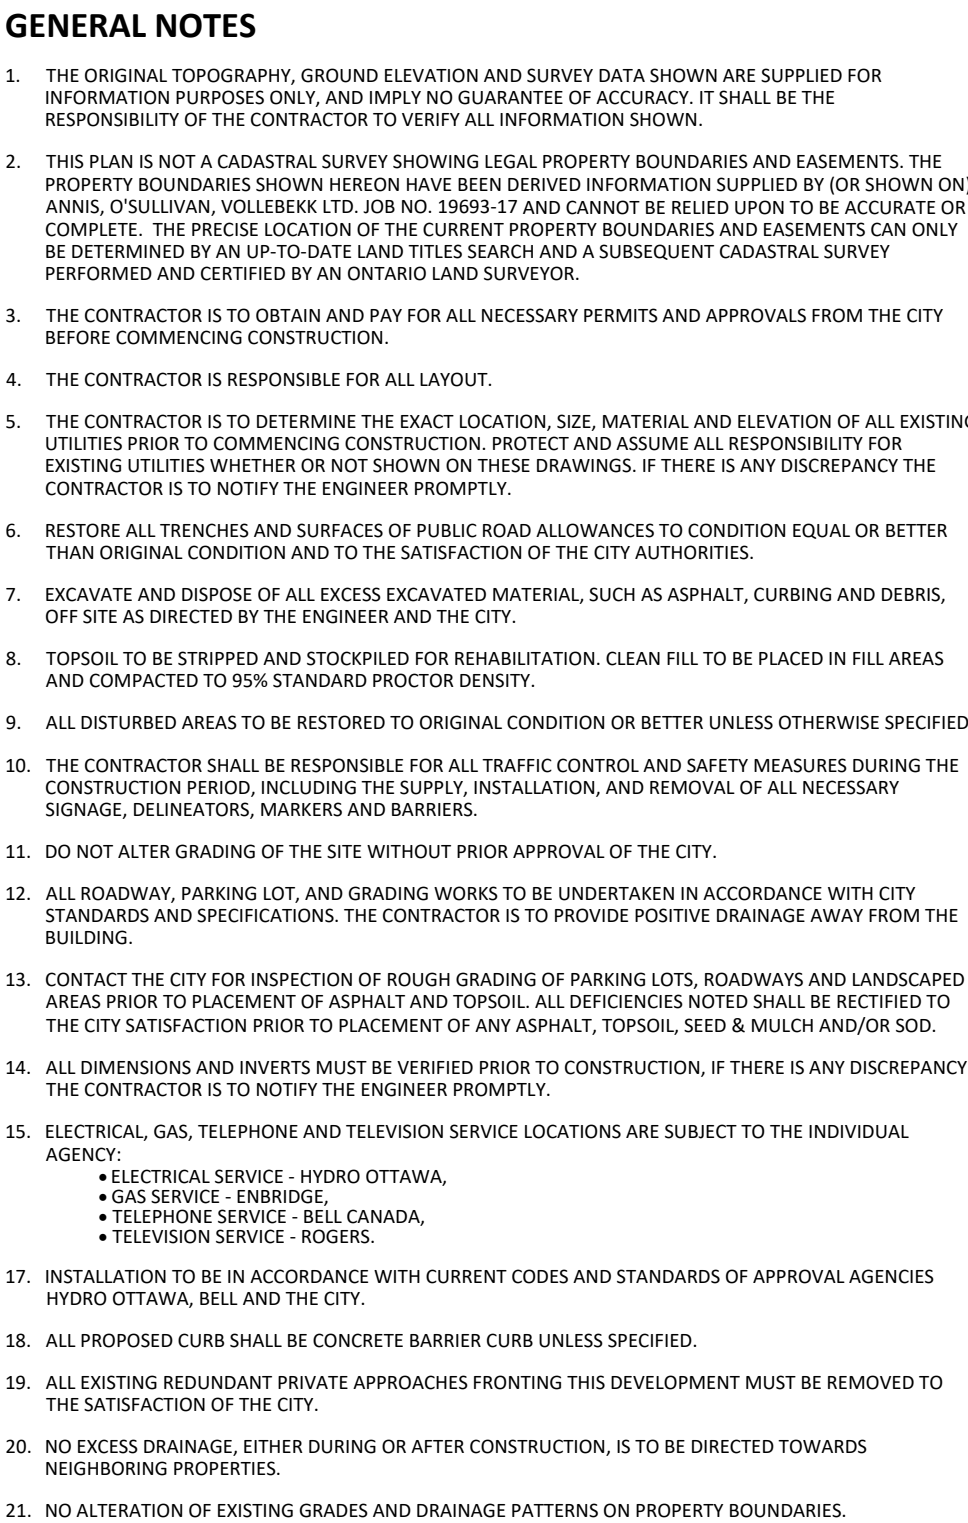 GENERAL NOTES
1. THE ORIGINAL TOPOGRAPHY, GROUND ELEVATION AND SURVEY DATA SHOWN ARE SUPPLIED FOR
INFORMATION PURPOSES ONLY, AND IMPLY NO GUARANTEE OF ACCURACY. IT SHALL BE THE
RESPONSIBILITY OF THE CONTRACTOR TO VERIFY ALL INFORMATION SHOWN.
2. THIS PLAN IS NOT A CADASTRAL SURVEY SHOWING LEGAL PROPERTY BOUNDARIES AND EASEMENTS. THE
PROPERTY BOUNDARIES SHOWN HEREON HAVE BEEN DERIVED INFORMATION SUPPLIED BY (OR SHOWN ON)
ANNIS, O'SULLIVAN, VOLLEBEKK LTD. JOB NO. 19693-17 AND CANNOT BE RELIED UPON TO BE ACCURATE OR
COMPLETE. THE PRECISE LOCATION OF THE CURRENT PROPERTY BOUNDARIES AND EASEMENTS CAN ONLY
BE DETERMINED BY AN UP-TO-DATE LAND TITLES SEARCH AND A SUBSEQUENT CADASTRAL SURVEY
PERFORMED AND CERTIFIED BY AN ONTARIO LAND SURVEYOR.
3. THE CONTRACTOR IS TO OBTAIN AND PAY FOR ALL NECESSARY PERMITS AND APPROVALS FROM THE CITY
BEFORE COMMENCING CONSTRUCTION.
4. THE CONTRACTOR IS RESPONSIBLE FOR ALL LAYOUT.
5. THE CONTRACTOR IS TO DETERMINE THE EXACT LOCATION, SIZE, MATERIAL AND ELEVATION OF ALL EXISTING
UTILITIES PRIOR TO COMMENCING CONSTRUCTION. PROTECT AND ASSUME ALL RESPONSIBILITY FOR
EXISTING UTILITIES WHETHER OR NOT SHOWN ON THESE DRAWINGS. IF THERE IS ANY DISCREPANCY THE
CONTRACTOR IS TO NOTIFY THE ENGINEER PROMPTLY.
6. RESTORE ALL TRENCHES AND SURFACES OF PUBLIC ROAD ALLOWANCES TO CONDITION EQUAL OR BETTER
THAN ORIGINAL CONDITION AND TO THE SATISFACTION OF THE CITY AUTHORITIES.
7. EXCAVATE AND DISPOSE OF ALL EXCESS EXCAVATED MATERIAL, SUCH AS ASPHALT, CURBING AND DEBRIS,
OFF SITE AS DIRECTED BY THE ENGINEER AND THE CITY.
8. TOPSOIL TO BE STRIPPED AND STOCKPILED FOR REHABILITATION. CLEAN FILL TO BE PLACED IN FILL AREAS
AND COMPACTED TO 95% STANDARD PROCTOR DENSITY.
9. ALL DISTURBED AREAS TO BE RESTORED TO ORIGINAL CONDITION OR BETTER UNLESS OTHERWISE SPECIFIED
10. THE CONTRACTOR SHALL BE RESPONSIBLE FOR ALL TRAFFIC CONTROL AND SAFETY MEASURES DURING THE
CONSTRUCTION PERIOD, INCLUDING THE SUPPLY, INSTALLATION, AND REMOVAL OF ALL NECESSARY
SIGNAGE, DELINEATORS, MARKERS AND BARRIERS.
11. DO NOT ALTER GRADING OF THE SITE WITHOUT PRIOR APPROVAL OF THE CITY.
12. ALL ROADWAY, PARKING LOT, AND GRADING WORKS TO BE UNDERTAKEN IN ACCORDANCE WITH CITY
STANDARDS AND SPECIFICATIONS. THE CONTRACTOR IS TO PROVIDE POSITIVE DRAINAGE AWAY FROM THE
BUILDING.
13. CONTACT THE CITY FOR INSPECTION OF ROUGH GRADING OF PARKING LOTS, ROADWAYS AND LANDSCAPED
AREAS PRIOR TO PLACEMENT OF ASPHALT AND TOPSOIL. ALL DEFICIENCIES NOTED SHALL BE RECTIFIED TO
THE CITY SATISFACTION PRIOR TO PLACEMENT OF ANY ASPHALT, TOPSOIL, SEED & MULCH AND/OR SOD.
14. ALL DIMENSIONS AND INVERTS MUST BE VERIFIED PRIOR TO CONSTRUCTION, IF THERE IS ANY DISCREPANCY
THE CONTRACTOR IS TO NOTIFY THE ENGINEER PROMPTLY.
15. ELECTRICAL, GAS, TELEPHONE AND TELEVISION SERVICE LOCATIONS ARE SUBJECT TO THE INDIVIDUAL
AGENCY:
• ELECTRICAL SERVICE - HYDRO OTTAWA,
• GAS SERVICE - ENBRIDGE,
• TELEPHONE SERVICE - BELL CANADA,
• TELEVISION SERVICE - ROGERS.
17. INSTALLATION TO BE IN ACCORDANCE WITH CURRENT CODES AND STANDARDS OF APPROVAL AGENCIES
HYDRO OTTAWA, BELL AND THE CITY.
18. ALL PROPOSED CURB SHALL BE CONCRETE BARRIER CURB UNLESS SPECIFIED.
19. ALL EXISTING REDUNDANT PRIVATE APPROACHES FRONTING THIS DEVELOPMENT MUST BE REMOVED TO
THE SATISFACTION OF THE CITY.
20. NO EXCESS DRAINAGE, EITHER DURING OR AFTER CONSTRUCTION, IS TO BE DIRECTED TOWARDS
NEIGHBORING PROPERTIES.
21. NO ALTERATION OF EXISTING GRADES AND DRAINAGE PATTERNS ON PROPERTY BOUNDARIES.